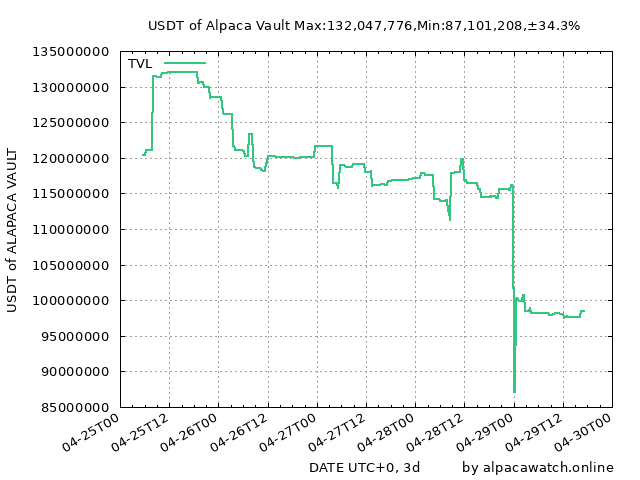 USDT of Alpaca Vault Max:132,047,776,Min:87,101,208,±34.3%
TVL
USDT of ALAPACA VAULT
135000000
130000000
125000000
120000000
115000000
110000000
105000000
100000000
95000000
90000000
85000000
04-25T00
04-25T12
04-26T00
04-26T12
04-27T00
04-27T12
04-28T00
04-28T12
04-29T00
04-29T12
04-30T00
DATE UTC+0, 3d
by alpacawatch.online